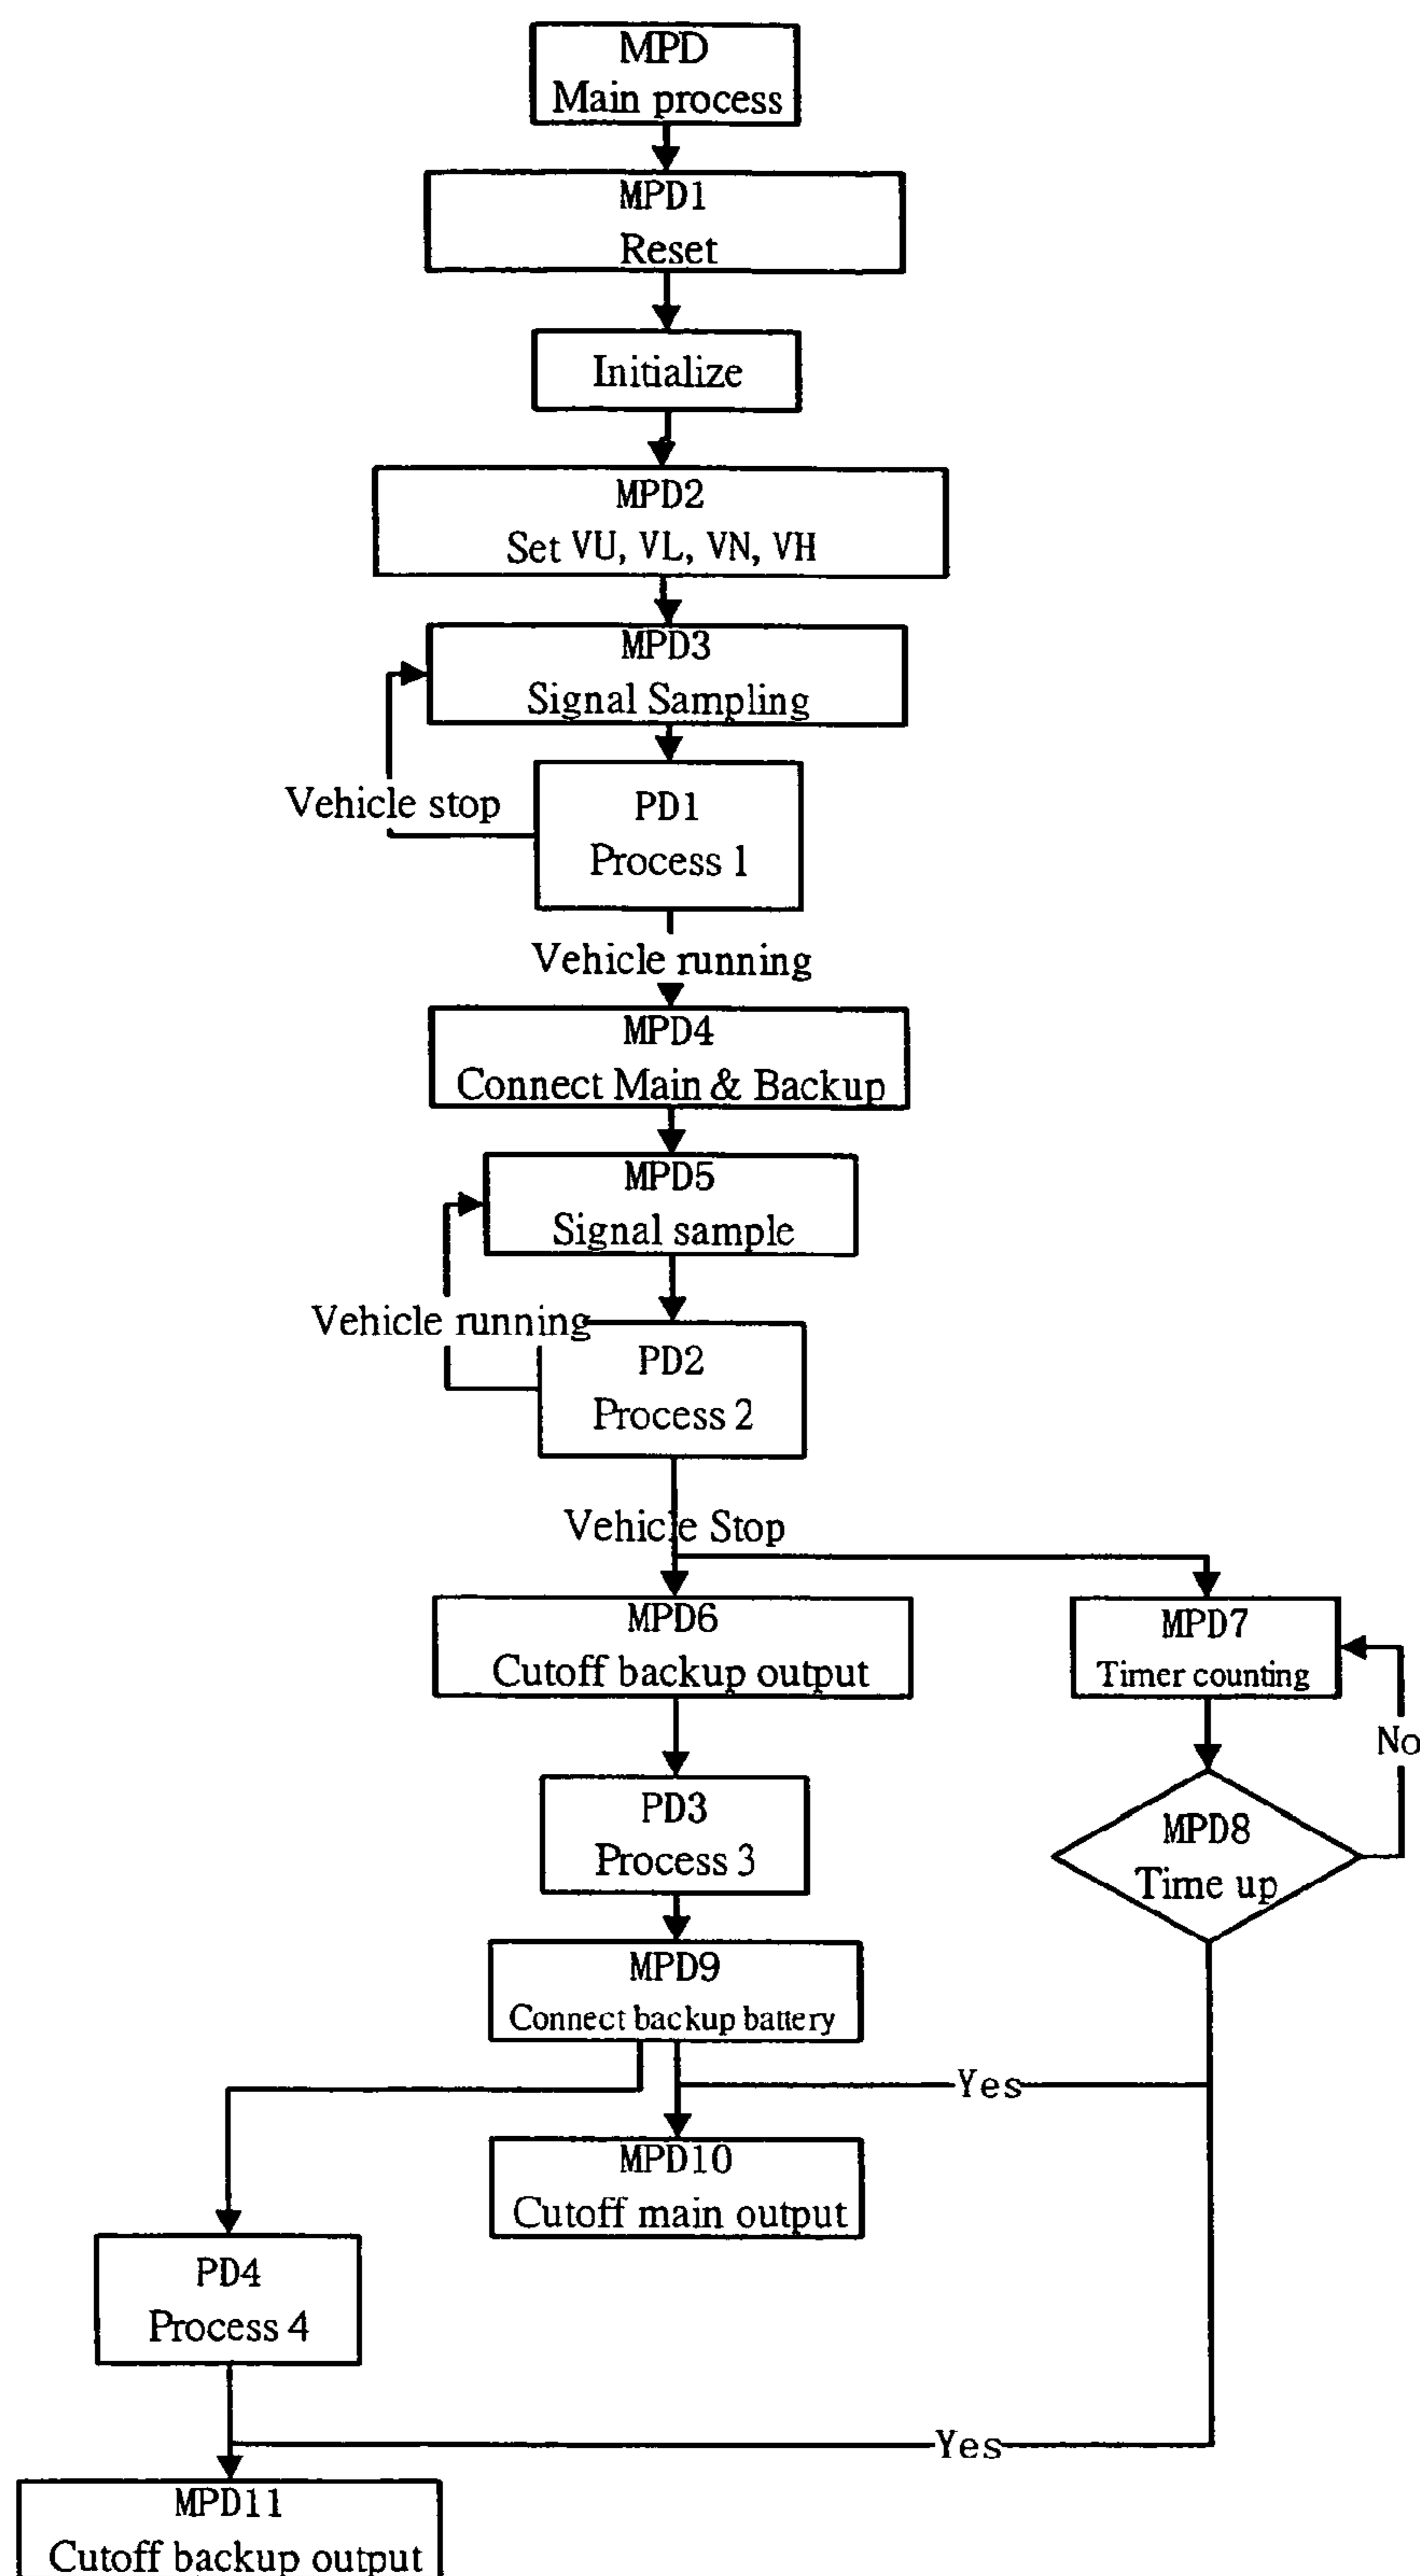 MPD
Main process
MPD1
Reset
Initialize
MPD2
Set VU, VL, VN, VH
MPD3
Signal Sampling
Vehicle stop
PD1
Process 1
Vehicle running
MPD4
Connect Main & Backup
MPD5
Signal sample
Vehicle running
PD2
Process 2
Vehicle Stop
MPD6
Cutoff backup output
MPD7
Timer counting
No
PD3
Process 3
MPD8
Time up
MPD9
Connect backup battery
Yes
MPD10
Cutoff main output
PD4
Process 4
Yes
MPD11
Cutoff backup output